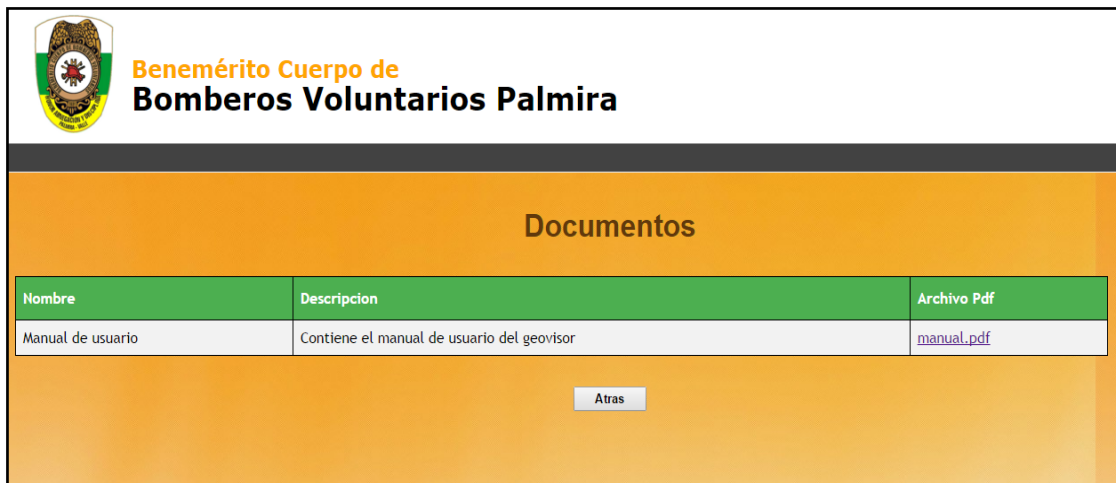 Benemérito Cuerpo de
Bomberos Voluntarios Palmira
Documentos
Nombre Descripcion Archivo Pdf
Manual de usuario Contiene el manual de usuario del geovisor manual.pdf
Atras